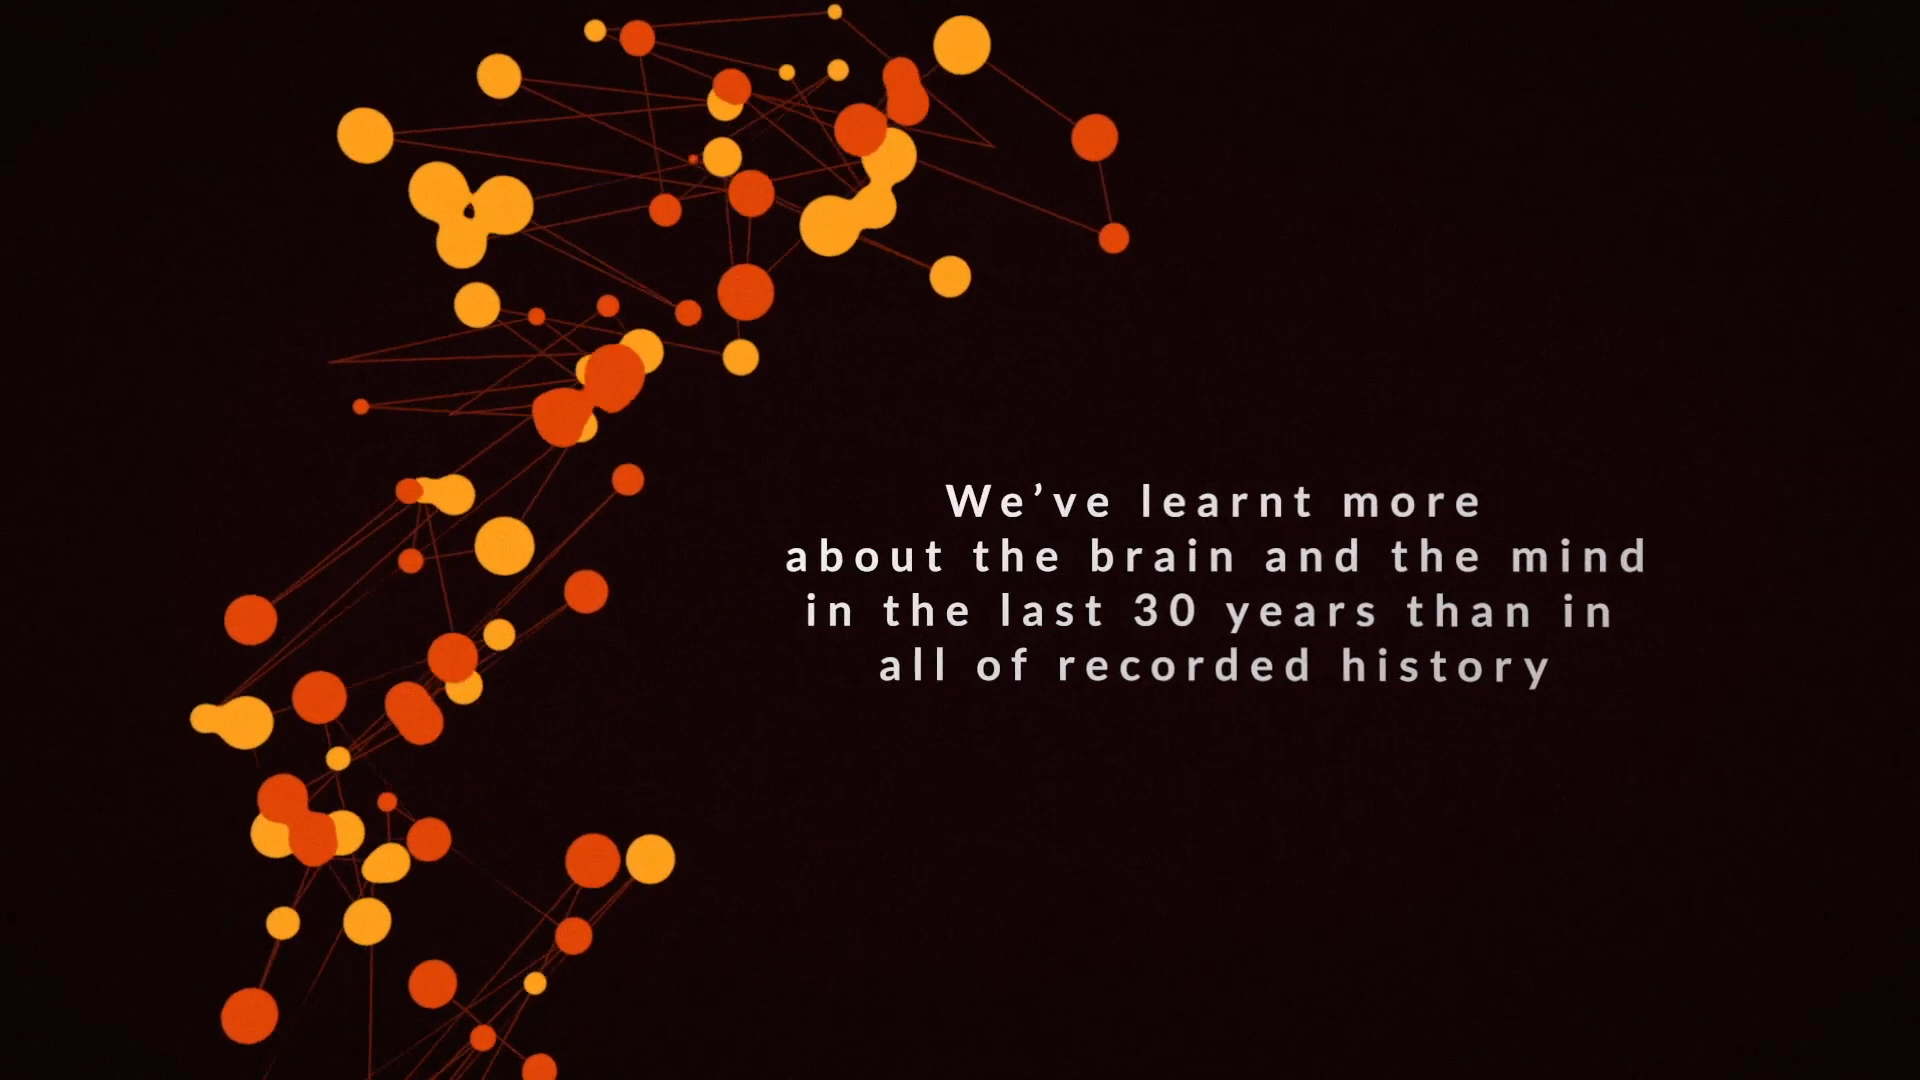 We’ve learnt more
about the brain and the mind
in the last 30 years than in
all of recorded history